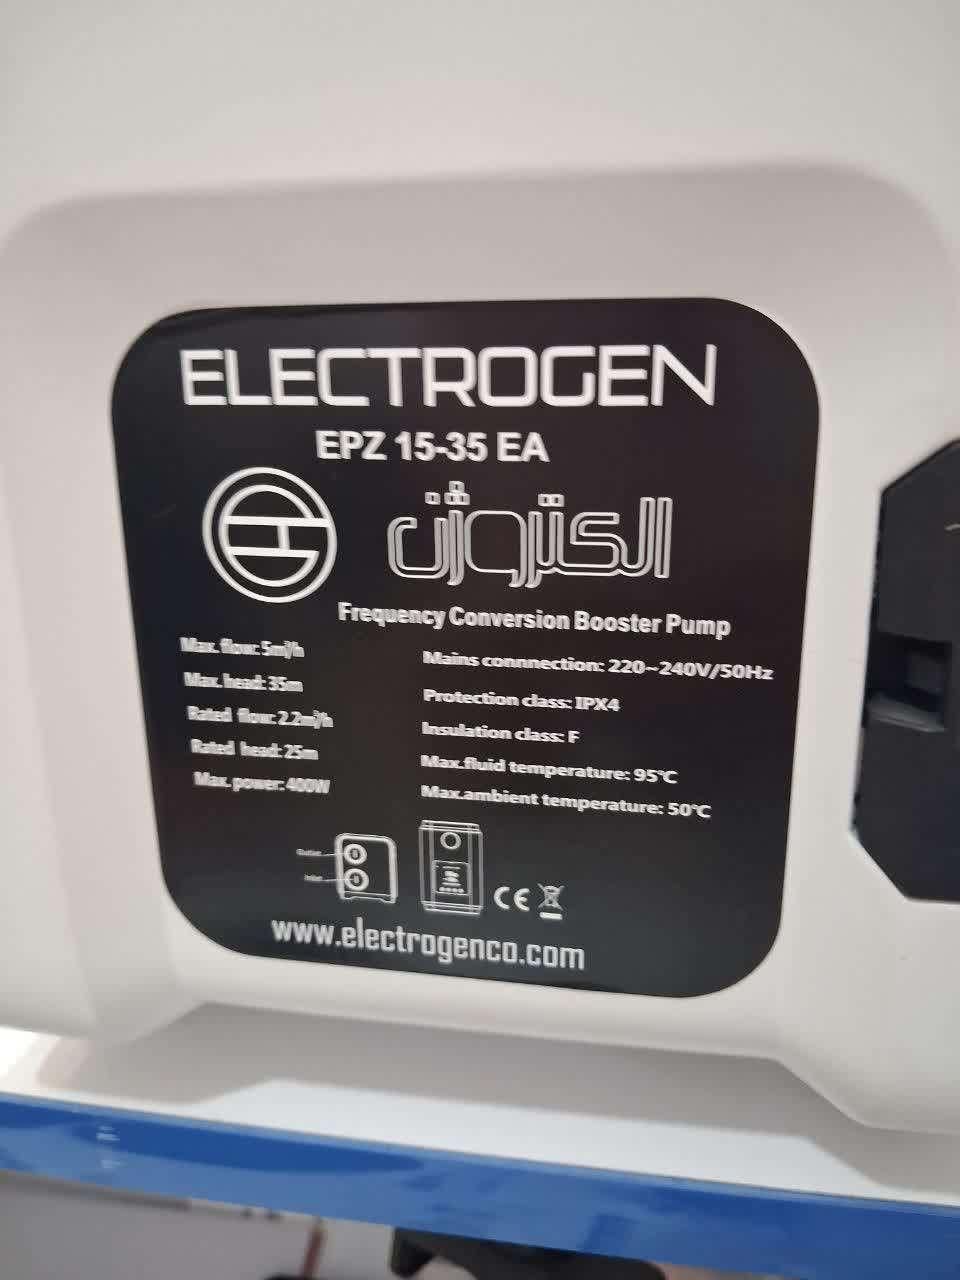 ELECTROGEN
EPZ 15-35 EA
الکتروژن
Frequency Conversion Booster Pump
Max. flow: 5m³/h
Max. head: 35m
Rated flow: 2.2m³/h
Rated head: 25m
Max. power: 400W
Mains connnection: 220~240V/50Hz
Protection class: IPX4
Insulation class: F
Max.fluid temperature: 95℃
Max.ambient temperature: 50℃
Outlet
Inlet
CE
www.electrogenco.com